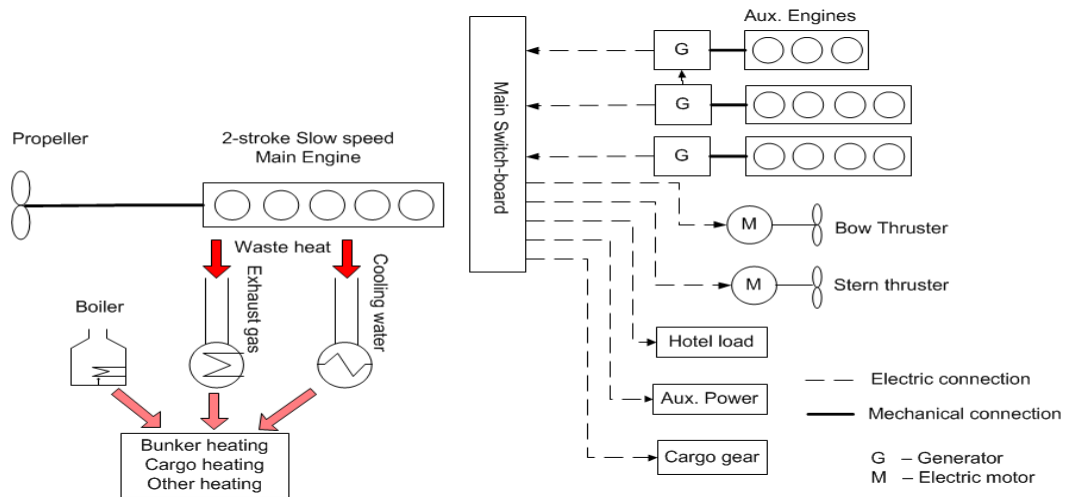 Aux. Engines
G
G
G
Main Switch-board
Propeller
2-stroke Slow speed
Main Engine
Waste heat
Exhaust gas
Cooling water
Boiler
Bunker heating
Cargo heating
Other heating
M
Bow Thruster
M
Stern thruster
Hotel load
Aux. Power
Cargo gear
Electric connection
Mechanical connection
G – Generator
M – Electric motor